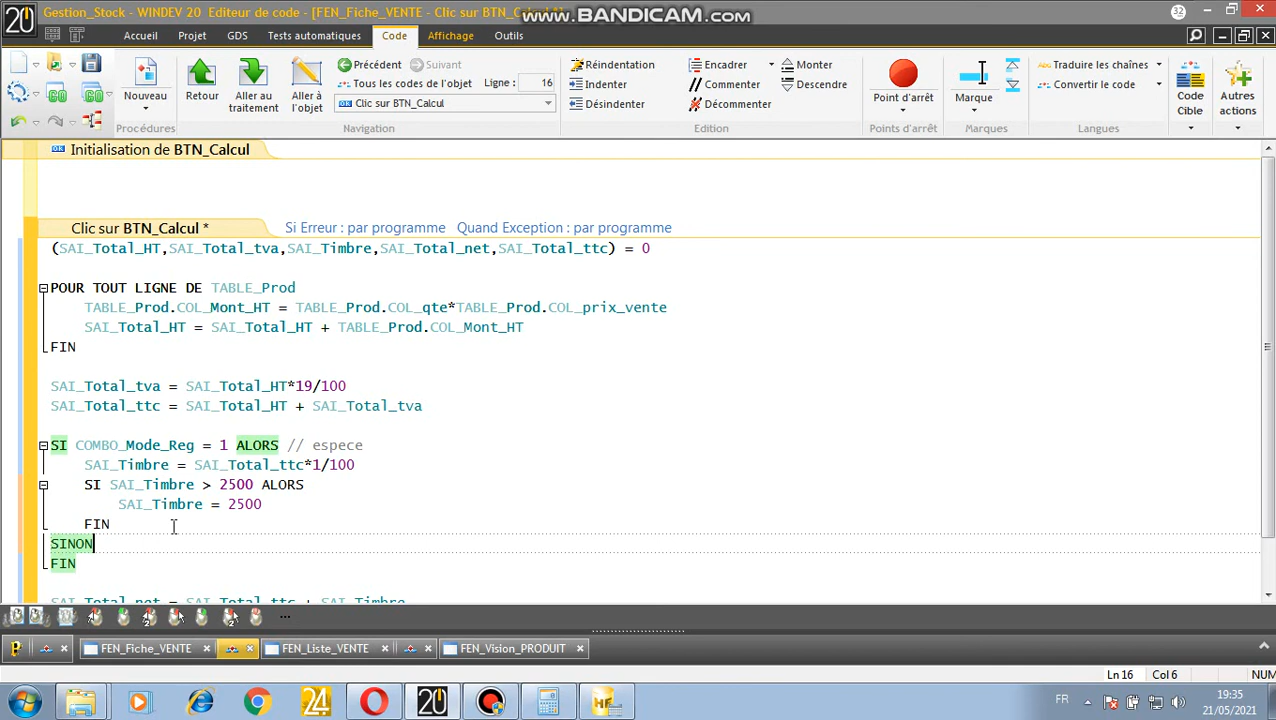 Gestion_Stock - WINDEV 20 Editeur de code - [FEN_Fiche_VENTE - Clic sur BTN_Calcul
www.BANDICAM.com
32
20
Accueil Projet GDS Tests automatiques Code Affichage Outils
Nouveau
Procédures
Retour
Aller au traitement
Aller à l'objet
Précédent Suivant
Tous les codes de l'objet Ligne : 16
Clic sur BTN_Calcul
Navigation
Réindentation
Indenter
Désindenter
Encadrer
// Commenter
Décommenter
Monter
Descendre
Edition
Point d'arrêt
Points d'arrêt
Marque
Marques
Traduire les chaînes
Convertir le code
Langues
Code Cible
Autres actions
Initialisation de BTN_Calcul
Clic sur BTN_Calcul * Si Erreur : par programme Quand Exception : par programme
(SAI_Total_HT,SAI_Total_tva,SAI_Timbre,SAI_Total_net,SAI_Total_ttc) = 0
POUR TOUT LIGNE DE TABLE_Prod
TABLE_Prod.COL_Mont_HT = TABLE_Prod.COL_qte*TABLE_Prod.COL_prix_vente
SAI_Total_HT = SAI_Total_HT + TABLE_Prod.COL_Mont_HT
FIN
SAI_Total_tva = SAI_Total_HT*19/100
SAI_Total_ttc = SAI_Total_HT + SAI_Total_tva
SI COMBO_Mode_Reg = 1 ALORS // espece
SAI_Timbre = SAI_Total_ttc*1/100
SI SAI_Timbre > 2500 ALORS
SAI_Timbre = 2500
FIN
SINON
FIN
SAI_Total_net = SAI_Total_ttc + SAI_Timbre
...
FEN_Fiche_VENTE FEN_Liste_VENTE FEN_Vision_PRODUIT
Ln 16 Col 6 NUM
24 20 HF FR 19:35
21/05/2021